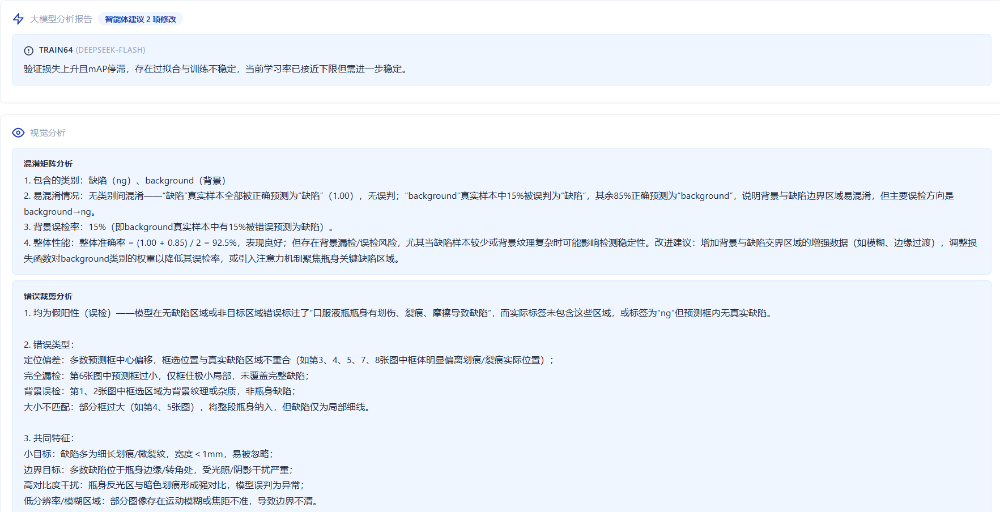 大模型分析报告 智能体建议 2 项修改
TRAIN64 (DEEPSEEK-FLASH)
验证损失上升且mAP停滞，存在过拟合与训练不稳定，当前学习率已接近下限但需进一步稳定。
视觉分析
混淆矩阵分析
1. 包含的类别：缺陷（ng）、background（背景）
2. 易混淆情况：无类别间混淆——“缺陷”真实样本全部被正确预测为“缺陷”（1.00），无误判；“background”真实样本中15%被误判为“缺陷”，其余85%正确预测为“background”，说明背景与缺陷边界区域易混淆，但主要误检方向是
background→ng。
3. 背景误检率：15%（即background真实样本中有15%被错误预测为缺陷）。
4. 整体性能：整体准确率 = (1.00 + 0.85) / 2 = 92.5%，表现良好；但存在背景漏检/误检风险，尤其当缺陷样本较少或背景纹理复杂时可能影响检测稳定性。改进建议：增加背景与缺陷交界区域的增强数据（如模糊、边缘过渡），调整损
失函数对background类别的权重以降低其误检率，或引入注意力机制聚焦瓶身关键缺陷区域。
错误裁剪分析
1. 均为假阳性（误检）——模型在无缺陷区域或非目标区域错误标注了“口服液瓶瓶身有划伤、裂痕、摩擦导致缺陷”，而实际标签未包含这些区域，或标签为“ng”但预测框内无真实缺陷。
2. 错误类型：
定位偏差：多数预测框中心偏移，框选位置与真实缺陷区域不重合（如第3、4、5、7、8张图中框体明显偏离划痕/裂痕实际位置）；
完全漏检：第6张图中预测框过小，仅框住极小局部，未覆盖完整缺陷；
背景误检：第1、2张图中框选区域为背景纹理或杂质，非瓶身缺陷；
大小不匹配：部分框过大（如第4、5张图），将整段瓶身纳入，但缺陷仅为局部细线。
3. 共同特征：
小目标：缺陷多为细长划痕/微裂纹，宽度＜1mm，易被忽略；
边界目标：多数缺陷位于瓶身边缘/转角处，受光照/阴影干扰严重；
高对比度干扰：瓶身反光区与暗色划痕形成强对比，模型误判为异常；
低分辨率/模糊区域：部分图像存在运动模糊或焦距不准，导致边界不清。